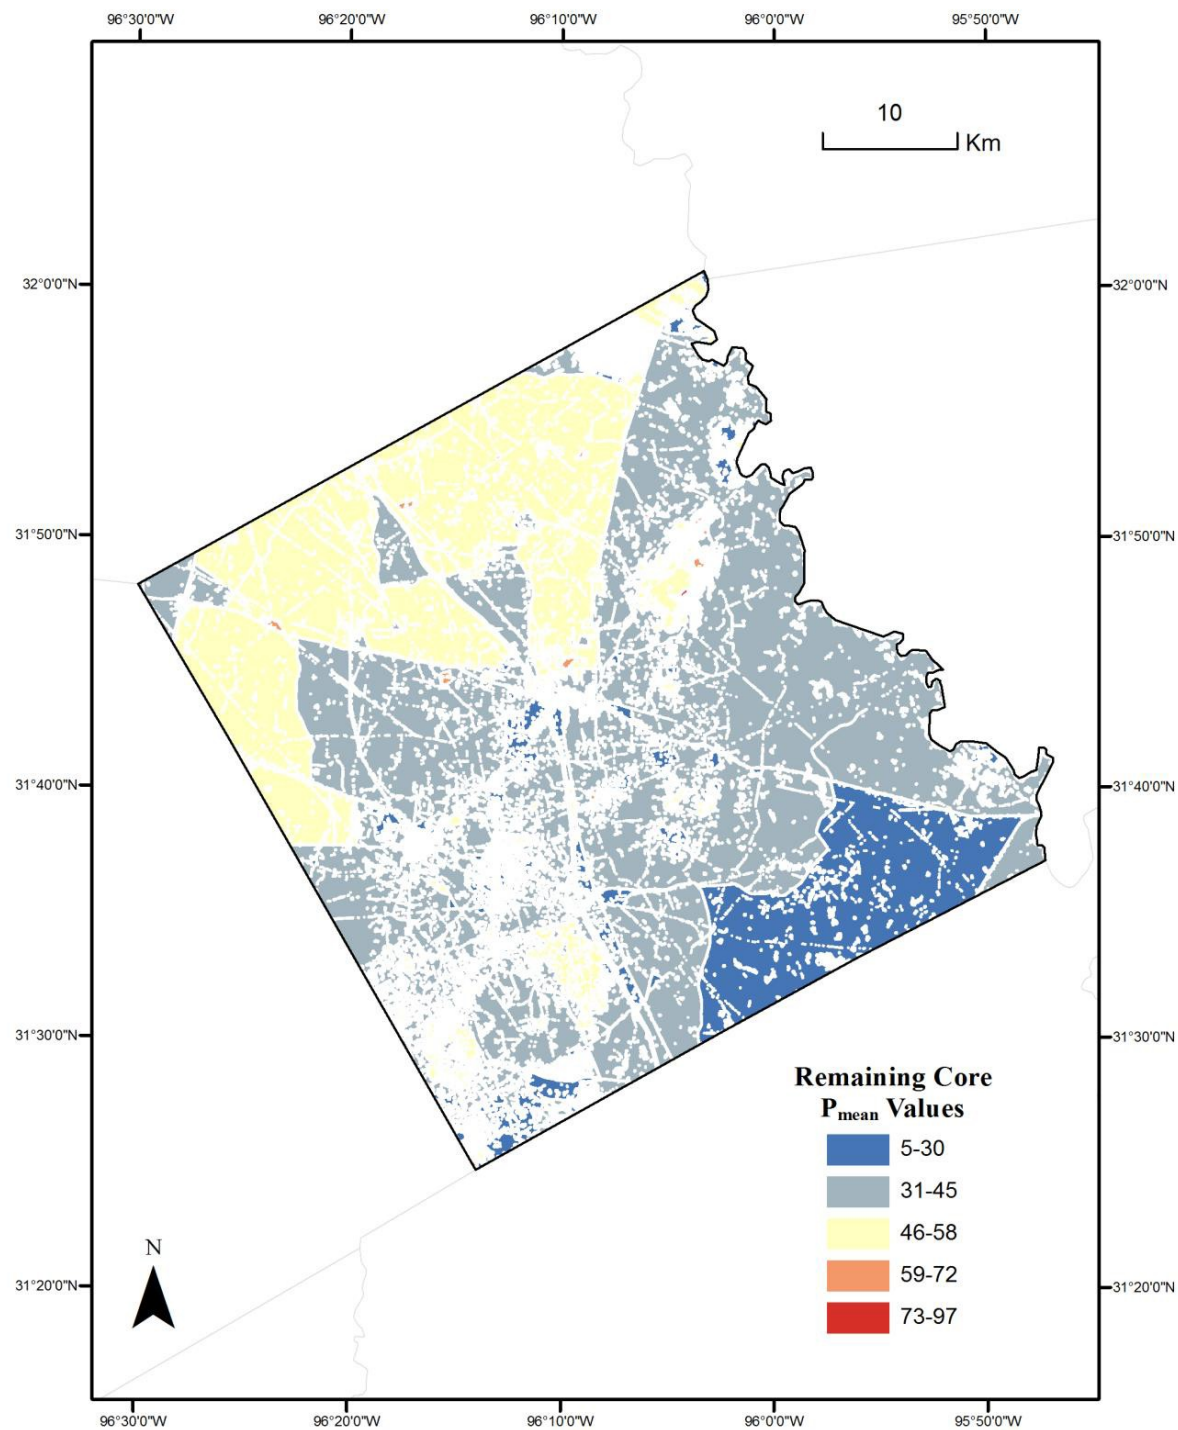 96°30'0"W 96°20'0"W 96°10'0"W 96°0'0"W 95°50'0"W
10
Km
32°0'0"N 32°0'0"N
31°50'0"N 31°50'0"N
31°40'0"N 31°40'0"N
31°30'0"N 31°30'0"N
Remaining Core
Pmean Values
5-30
31-45
46-58
59-72
73-97
N
31°20'0"N 31°20'0"N
96°30'0"W 96°20'0"W 96°10'0"W 96°0'0"W 95°50'0"W